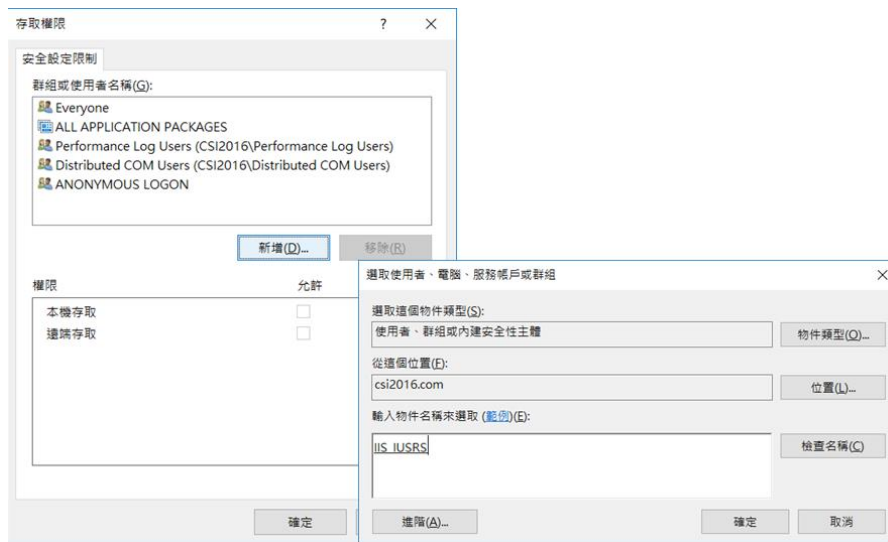 存取權限
安全設定限制
群組或使用者名稱(G):
Everyone
ALL APPLICATION PACKAGES
Performance Log Users (CSI2016\Performance Log Users)
Distributed COM Users (CSI2016\Distributed COM Users)
ANONYMOUS LOGON
新增(D)... 移除(R)
權限 允許
本機存取
遠端存取
確定
選取使用者、電腦、服務帳戶或群組
選取這個物件類型(S):
使用者、群組或內建安全性主體 物件類型(O)...
從這個位置(F):
csi2016.com 位置(L)...
輸入物件名稱來選取 (範例)(E):
IIS_IUSRS 檢查名稱(C)
進階(A)... 確定 取消